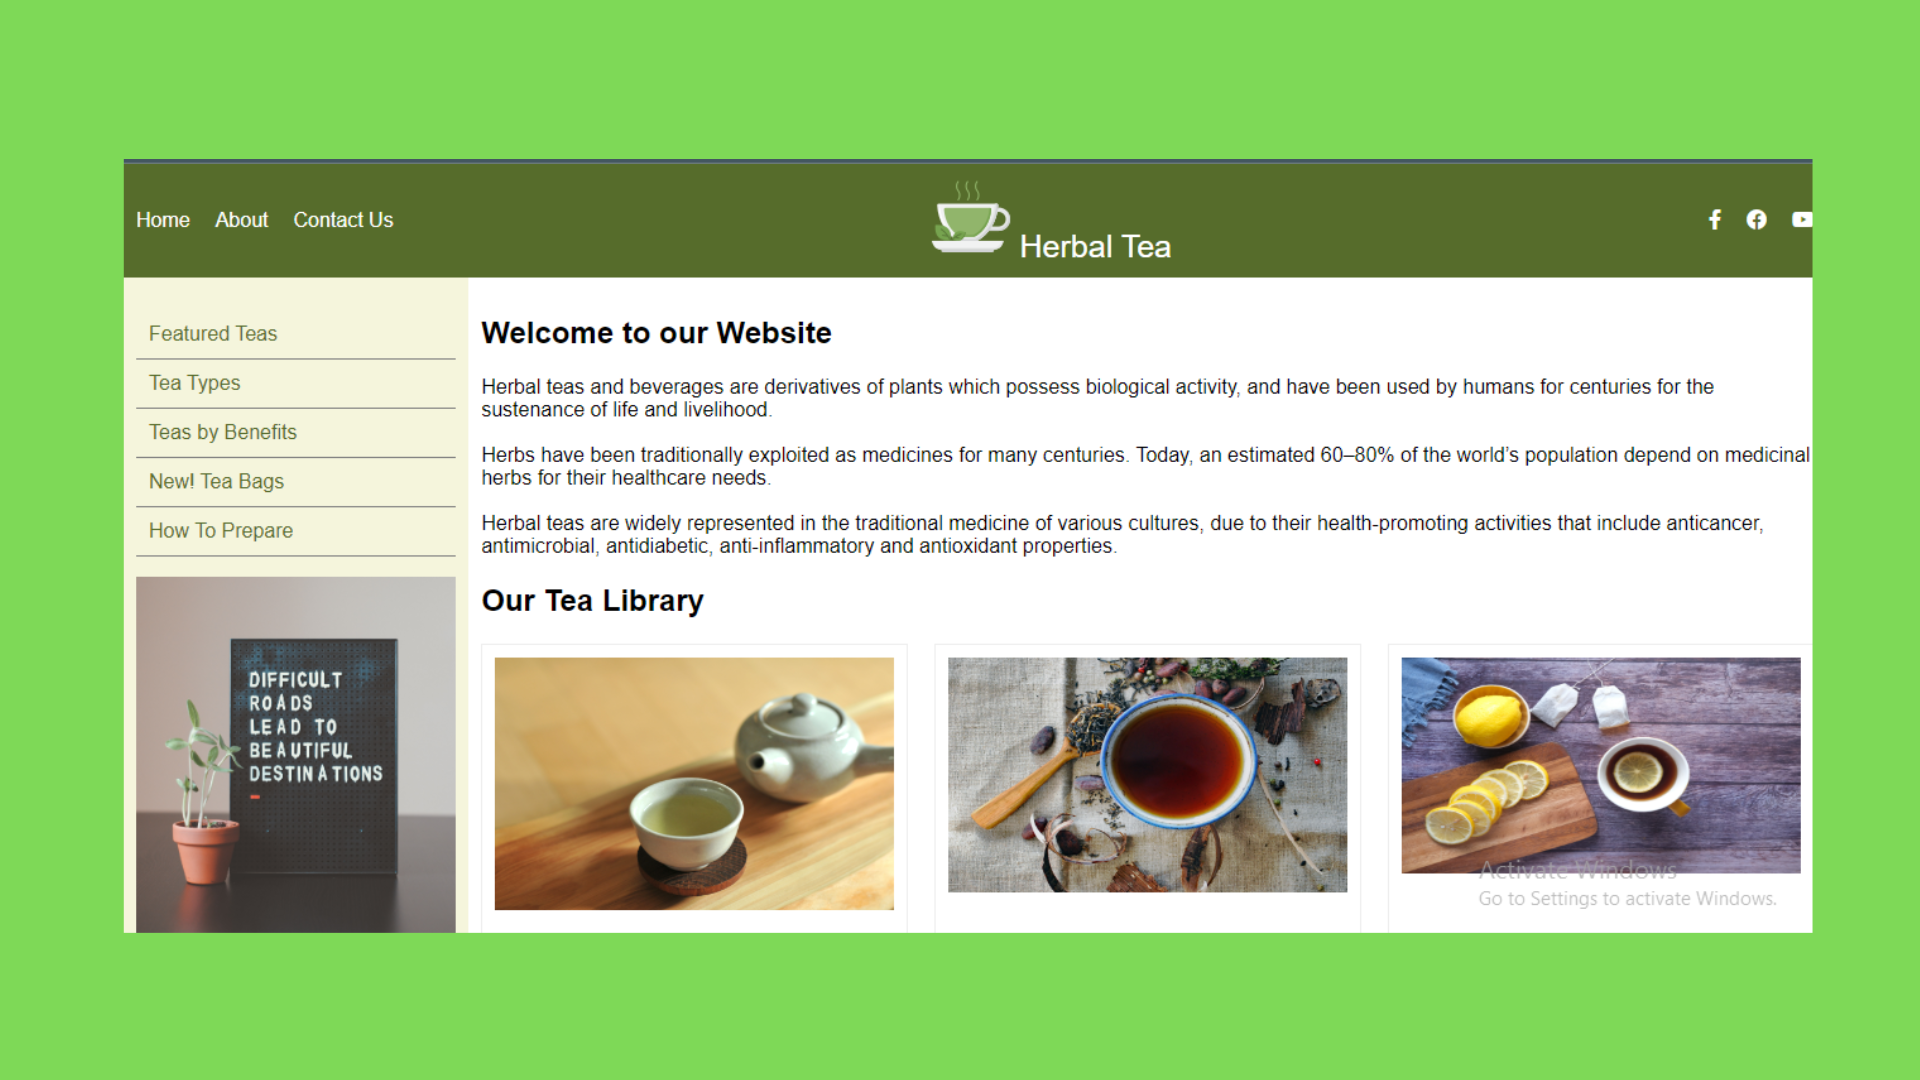 Home About Contact Us
Herbal Tea
Featured Teas
Tea Types
Teas by Benefits
New! Tea Bags
How To Prepare
DIFFICULT
ROADS
LEAD TO
BEAUTIFUL
DESTINATIONS
Welcome to our Website
Herbal teas and beverages are derivatives of plants which possess biological activity, and have been used by humans for centuries for the
sustenance of life and livelihood.
Herbs have been traditionally exploited as medicines for many centuries. Today, an estimated 60–80% of the world’s population depend on medicinal
herbs for their healthcare needs.
Herbal teas are widely represented in the traditional medicine of various cultures, due to their health-promoting activities that include anticancer,
antimicrobial, antidiabetic, anti-inflammatory and antioxidant properties.
Our Tea Library
Activate Windows
Go to Settings to activate Windows.